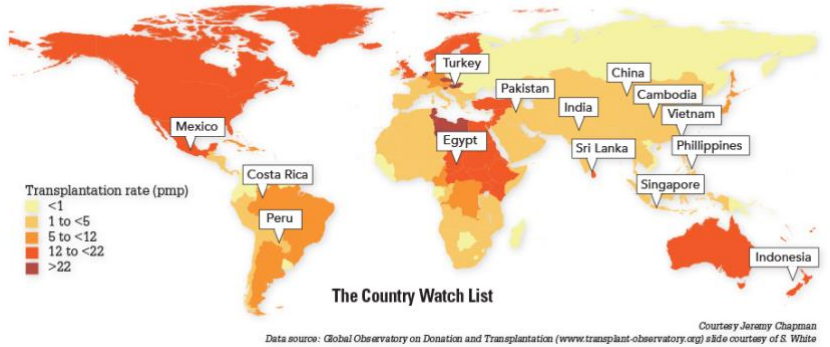 Turkey
China
Pakistan
Cambodia
India
Vietnam
Mexico
Egypt
Sri Lanka
Phillippines
Costa Rica
Singapore
Peru
Indonesia
Transplantation rate (pmp)
<1
1 to <5
5 to <12
12 to <22
>22
The Country Watch List
Courtesy Jeremy Chapman
Data source: Global Observatory on Donation and Transplantation (www.transplant-observatory.org) slide courtesy of S. White